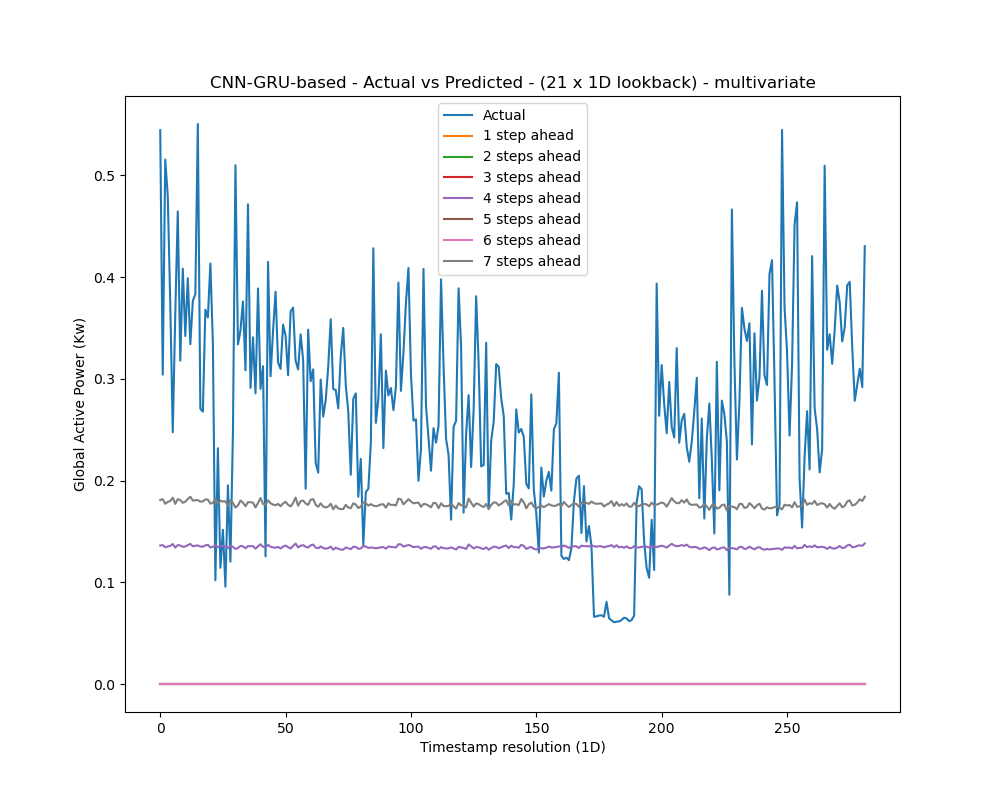 CNN-GRU-based - Actual vs Predicted - (21 x 1D lookback) - multivariate
Actual
1 step ahead
2 steps ahead
3 steps ahead
4 steps ahead
5 steps ahead
6 steps ahead
7 steps ahead
Global Active Power (Kw)
0.5
0.4
0.3
0.2
0.1
0.0
0
50
100
150
200
250
Timestamp resolution (1D)